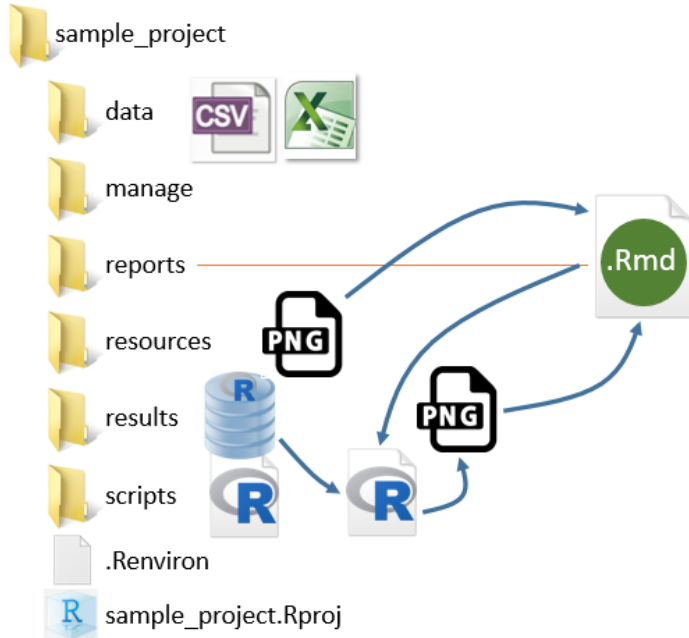 sample_project
data
CSV
X
manage
reports
.Rmd
resources
PNG
R
results
PNG
scripts
R
R
.Renviron
R
sample_project.Rproj